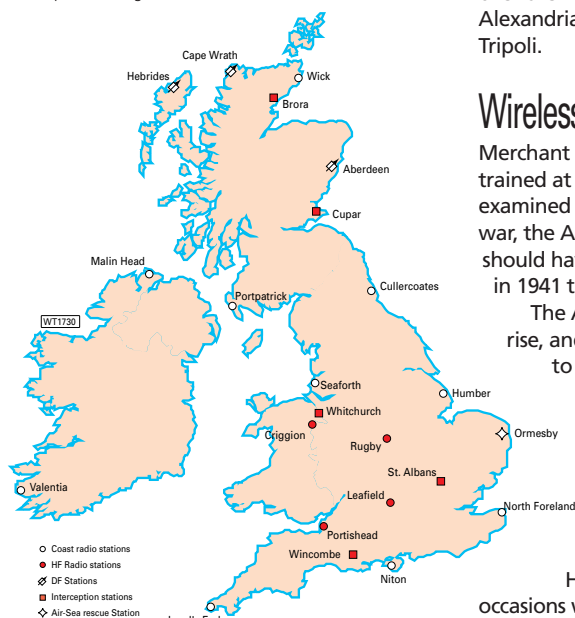 Alexandria
Tripoli.
Wireless
Merchant
trained at
examined
war, the A
should hav
in 1941 t
The A
rise, and
to
H
occasions w
Cape Wrath
Hebrides
Wick
Brora
Aberdeen
Cupar
Malin Head
Portpatrick
Cullercoates
WT1730
Seaforth
Humber
Whitchurch
Criggion
Rugby
Ormesby
St. Albans
Valentia
Leafield
North Foreland
Portishead
Wincombe
Niton
Coast radio stations
HF Radio stations
DF Stations
Interception stations
Air-Sea rescue Station